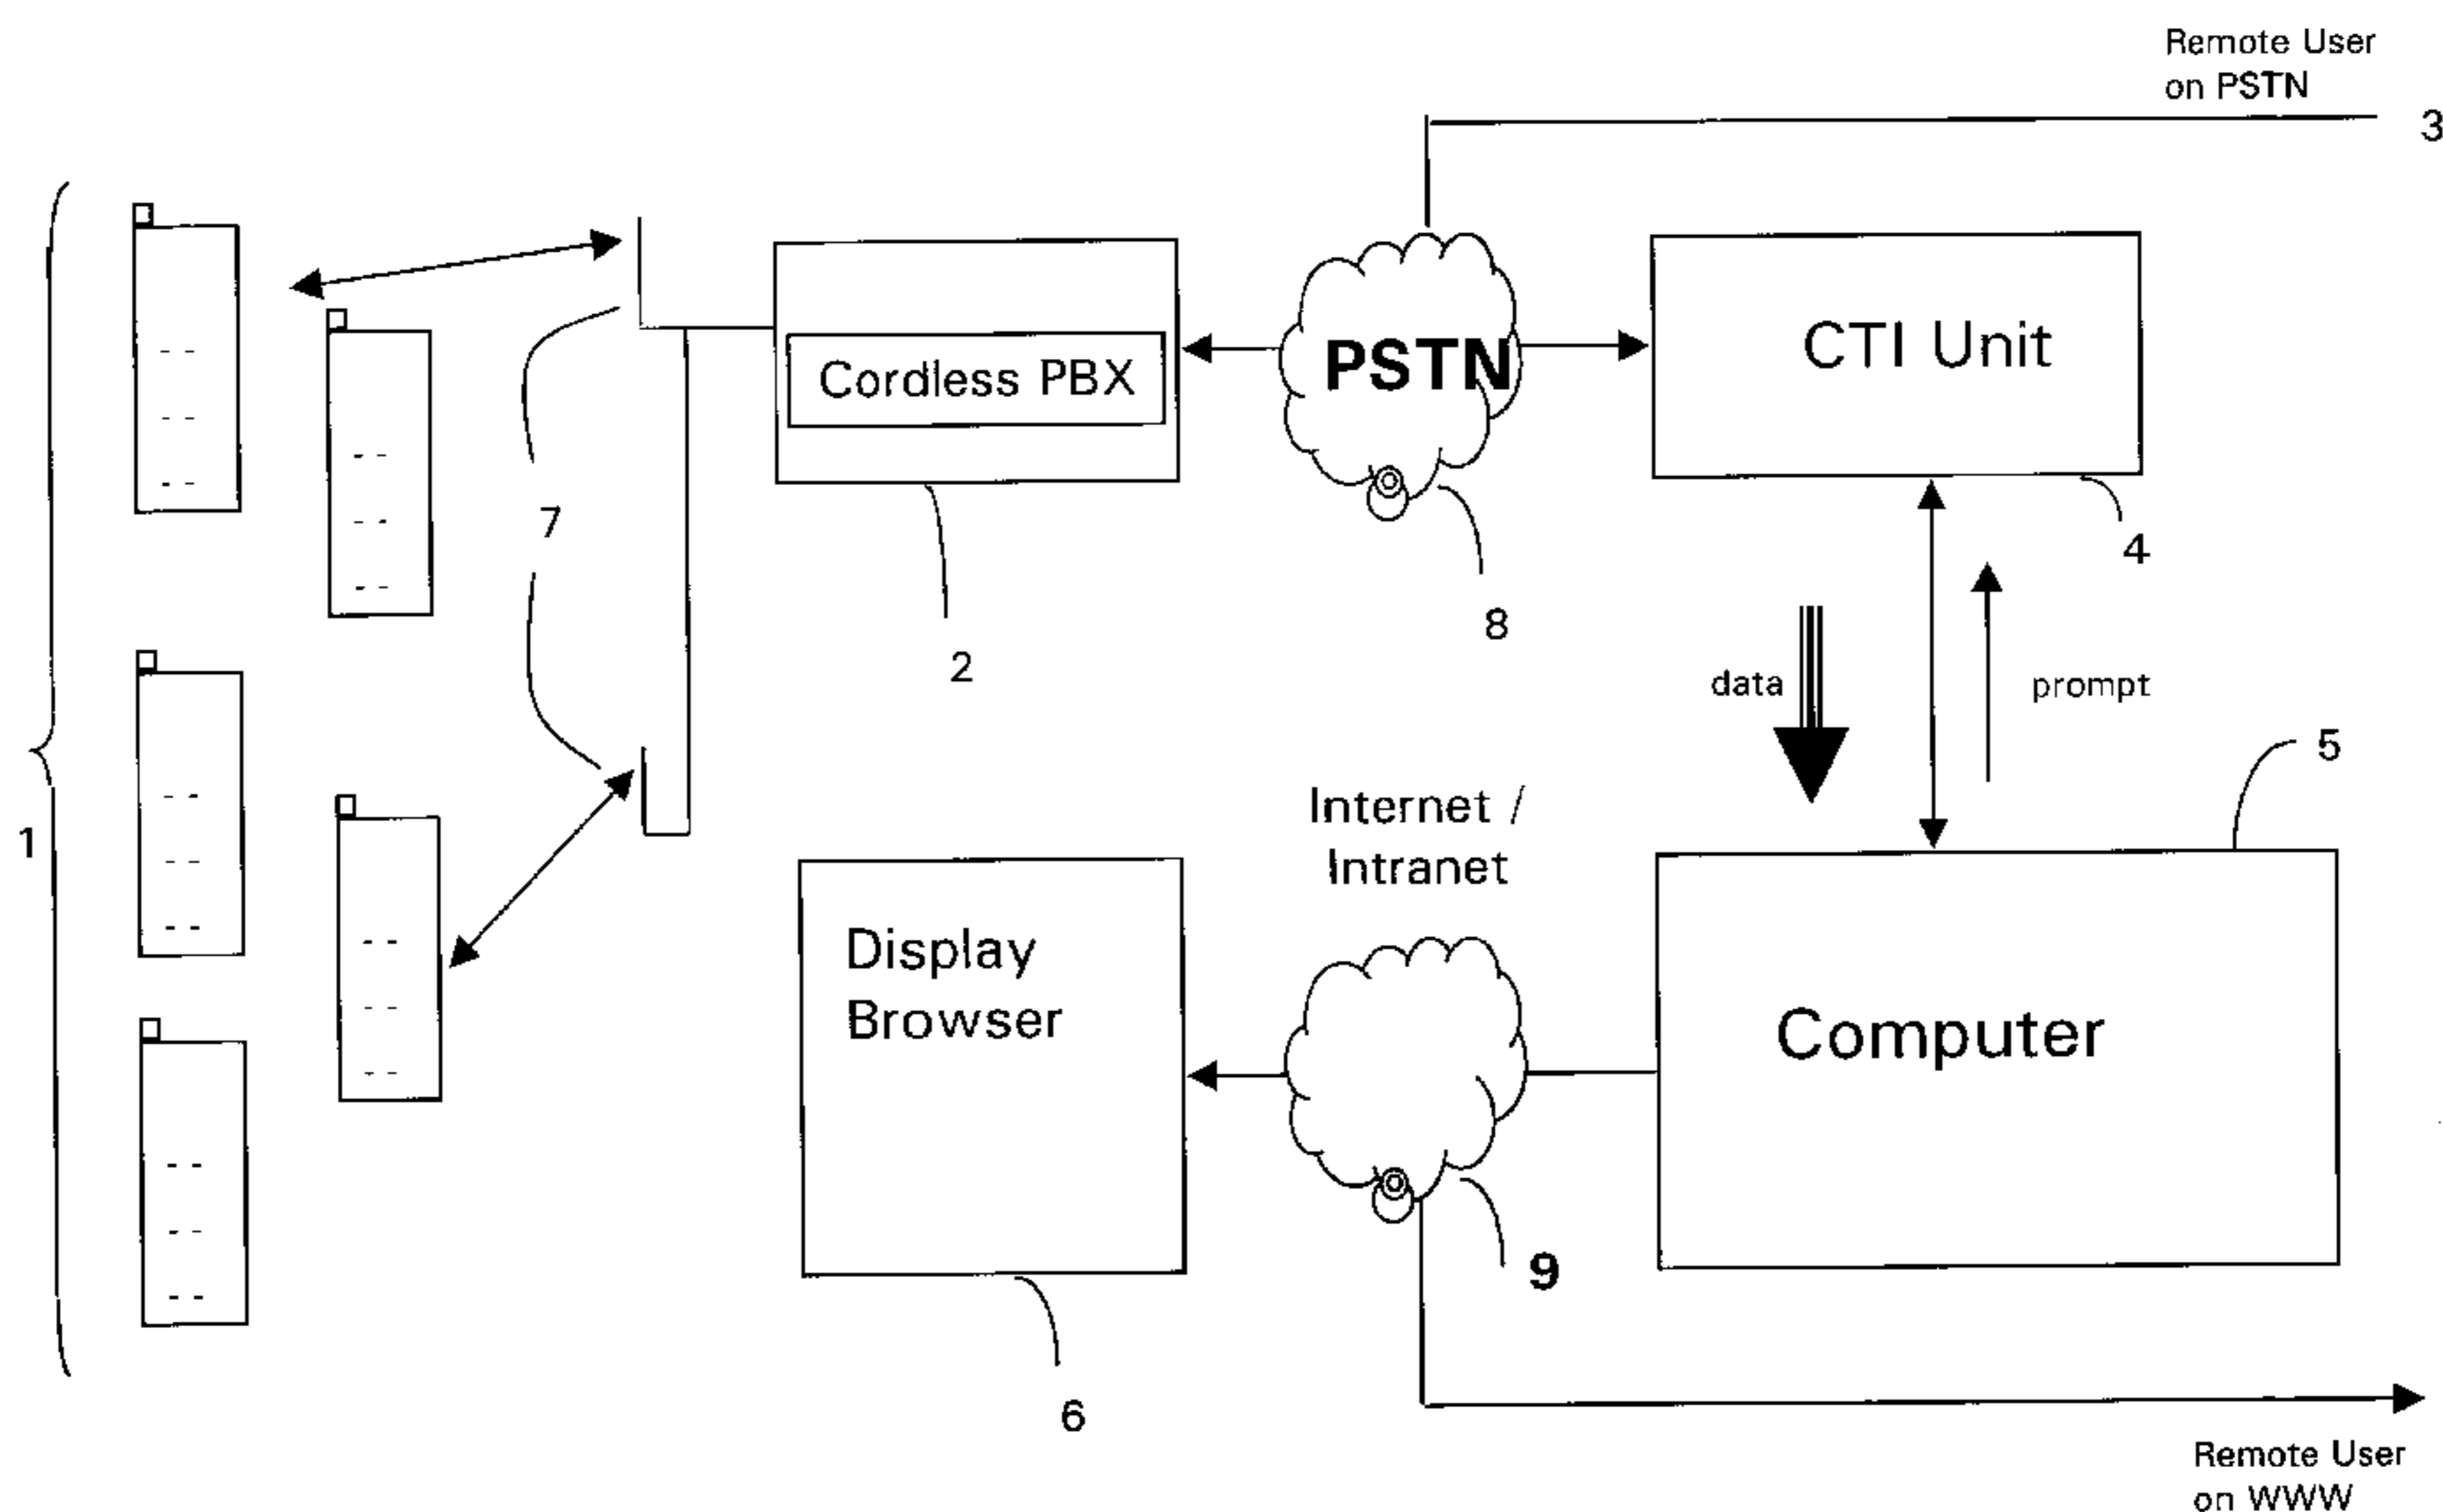 Remote User
on PSTN
3
Cordless PBX
PSTN
CTI Unit
7
4
8
2
data
prompt
5
Internet /
Intranet
1
Display
Browser
Computer
9
6
Remote User
on WWW